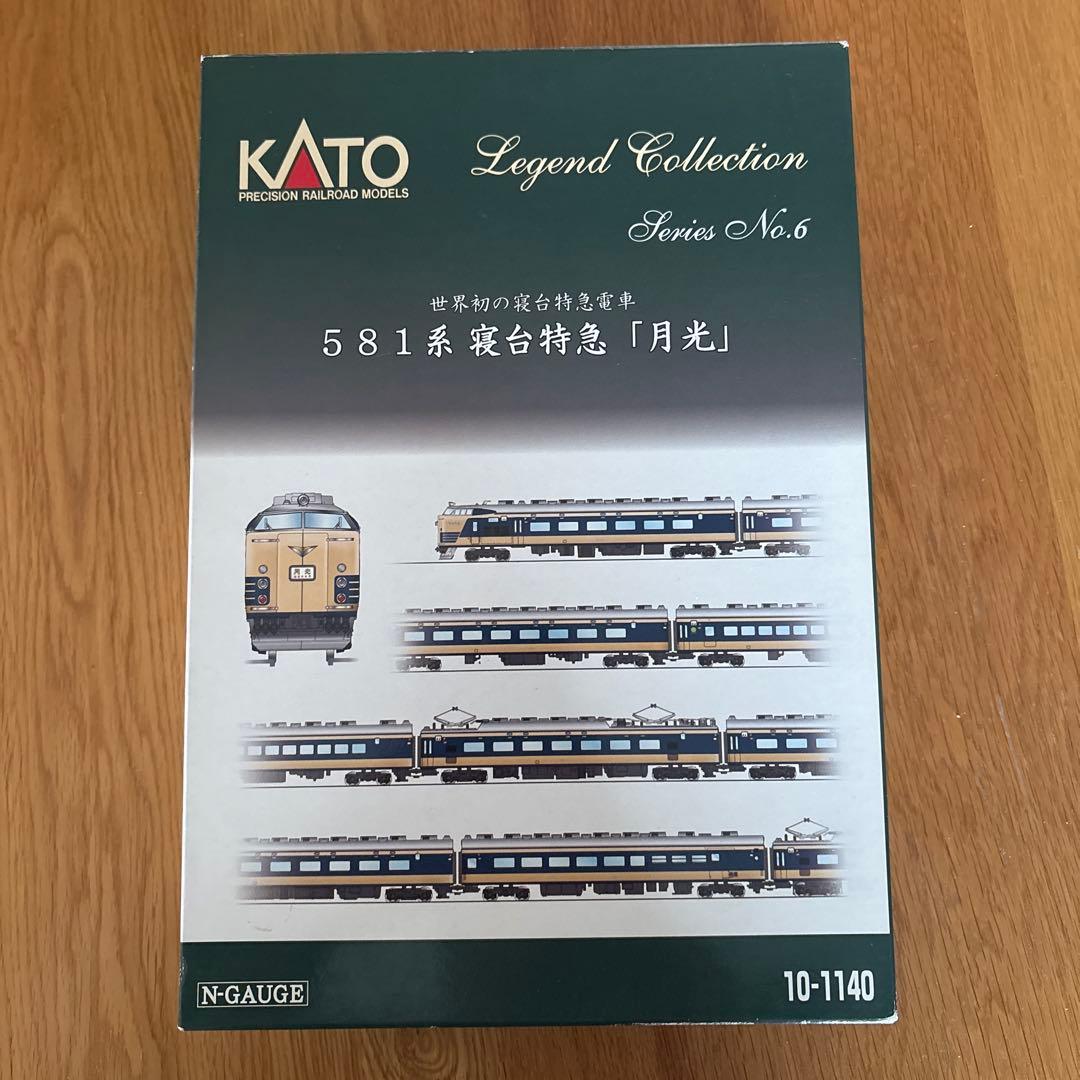 KATO
PRECISION RAILROAD MODELS
Legend Collection
Series No.6
世界初の寝台特急電車
５８１系 寝台特急「月光」
月光
N-GAUGE
10-1140